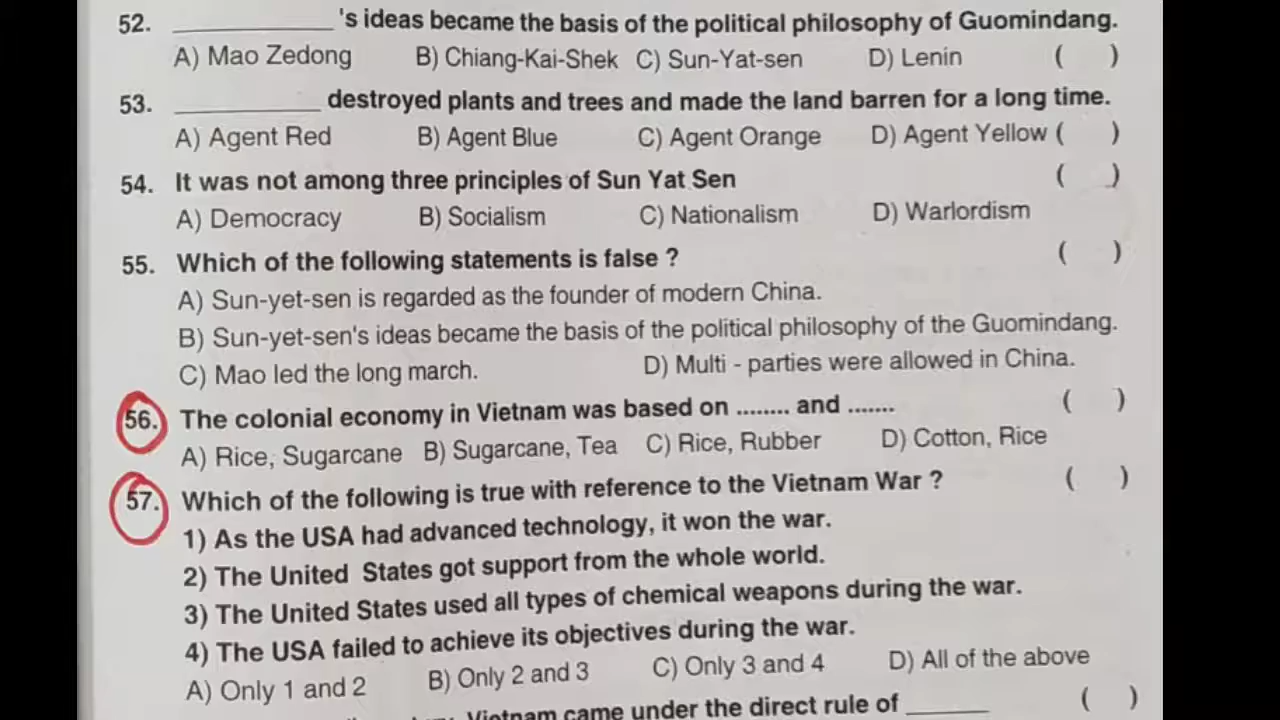 52. ____________ 's ideas became the basis of the political philosophy of Guomindang.
A) Mao Zedong B) Chiang-Kai-Shek C) Sun-Yat-sen D) Lenin ( )
53. ___________ destroyed plants and trees and made the land barren for a long time.
A) Agent Red B) Agent Blue C) Agent Orange D) Agent Yellow ( )
54. It was not among three principles of Sun Yat Sen ( )
A) Democracy B) Socialism C) Nationalism D) Warlordism
55. Which of the following statements is false ? ( )
A) Sun-yet-sen is regarded as the founder of modern China.
B) Sun-yet-sen's ideas became the basis of the political philosophy of the Guomindang.
C) Mao led the long march. D) Multi - parties were allowed in China.
56. The colonial economy in Vietnam was based on ........ and ....... ( )
A) Rice, Sugarcane B) Sugarcane, Tea C) Rice, Rubber D) Cotton, Rice
57. Which of the following is true with reference to the Vietnam War ? ( )
1) As the USA had advanced technology, it won the war.
2) The United States got support from the whole world.
3) The United States used all types of chemical weapons during the war.
4) The USA failed to achieve its objectives during the war.
A) Only 1 and 2 B) Only 2 and 3 C) Only 3 and 4 D) All of the above
Vietnam came under the direct rule of ______ ( )